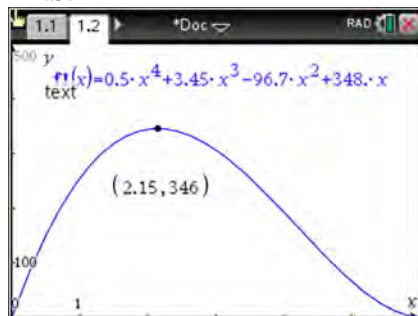 1.1 1.2 *Doc RAD
500 y
f1(x)=0.5·x⁴+3.45·x³−96.7·x²+348.·x
text
(2.15,346)
100
0 1 x